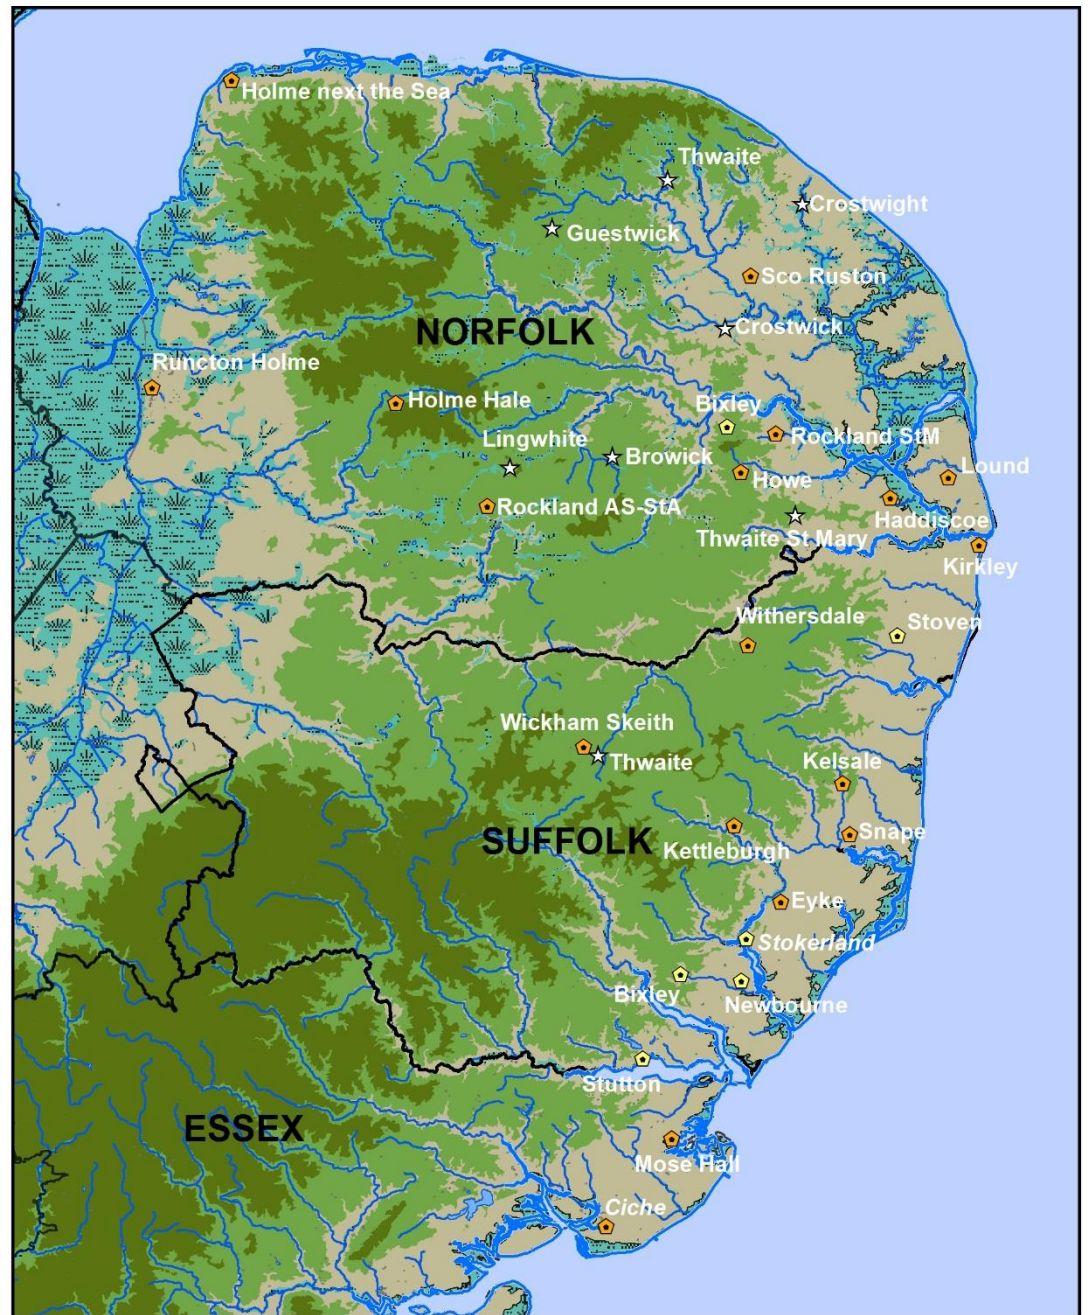 Holme next the Sea
Thwaite
Crostwight
Guestwick
Sco Ruston
Crostwick
NORFOLK
Runcton Holme
Holme Hale
Bixley
Rockland StM
Lingwhite
Browick
Lound
Howe
Rockland AS-StA
Haddiscoe
Thwaite St Mary
Kirkley
Withersdale
Stoven
Wickham Skeith
Thwaite
Kelsale
SUFFOLK
Snape
Kettleburgh
Eyke
Stokerland
Bixley
Newbourne
Stutton
ESSEX
Mose Hall
Ciche